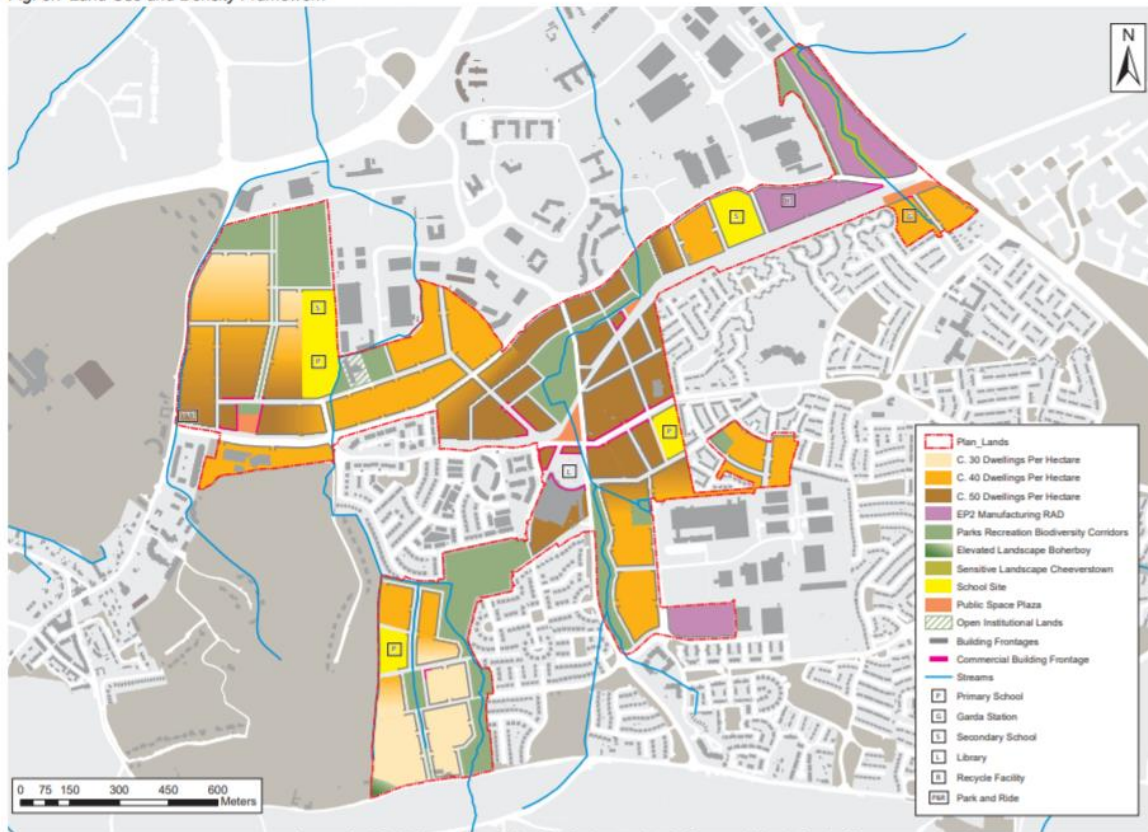 N
S
R
G
S
P
P&R
P
L
P
Plan_Lands
C. 30 Dwellings Per Hectare
C. 40 Dwellings Per Hectare
C. 50 Dwellings Per Hectare
EP2 Manufacturing RAD
Parks Recreation Biodiversity Corridors
Elevated Landscape Boherboy
Sensitive Landscape Cheeverstown
School Site
Public Space Plaza
Open Institutional Lands
Building Frontages
Commercial Building Frontage
Streams
P Primary School
G Garda Station
S Secondary School
L Library
R Recycle Facility
P&R Park and Ride
0 75 150 300 450 600
Meters